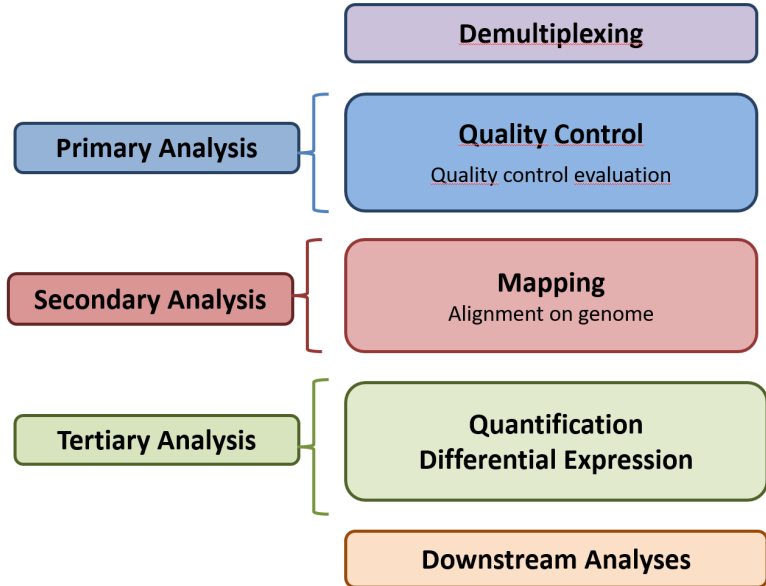 Demultiplexing
Primary Analysis
Quality Control
Quality control evaluation
Secondary Analysis
Mapping
Alignment on genome
Tertiary Analysis
Quantification
Differential Expression
Downstream Analyses